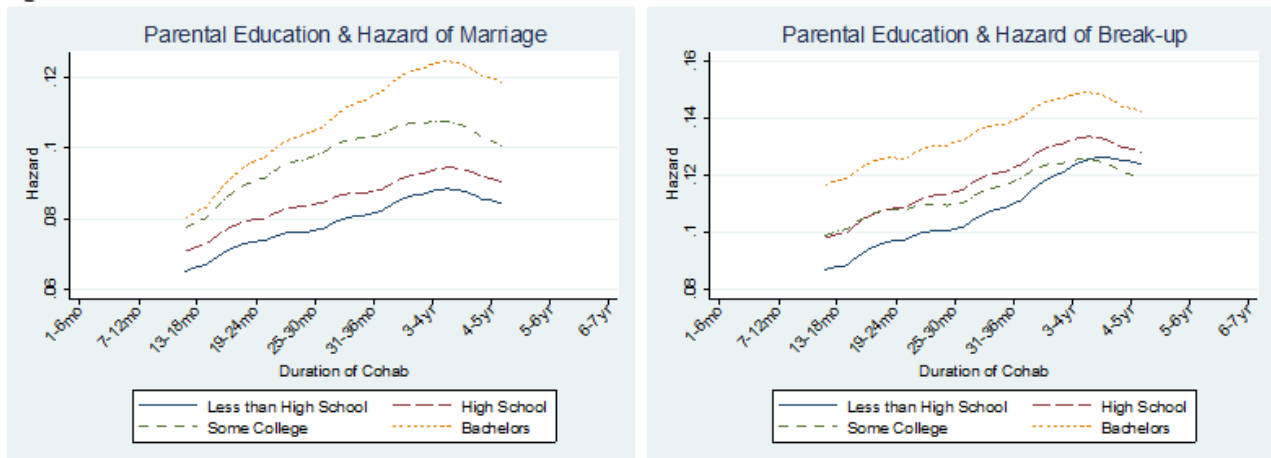 Parental Education & Hazard of Marriage
Hazard
.12
.1
.08
.06
1-6mo
7-12mo
13-18mo
19-24mo
25-30mo
31-36mo
3-4yr
4-5yr
5-6yr
6-7yr
Duration of Cohab
Less than High School
High School
Some College
Bachelors
Parental Education & Hazard of Break-up
Hazard
.16
.14
.12
.1
.08
1-6mo
7-12mo
13-18mo
19-24mo
25-30mo
31-36mo
3-4yr
4-5yr
5-6yr
6-7yr
Duration of Cohab
Less than High School
High School
Some College
Bachelors